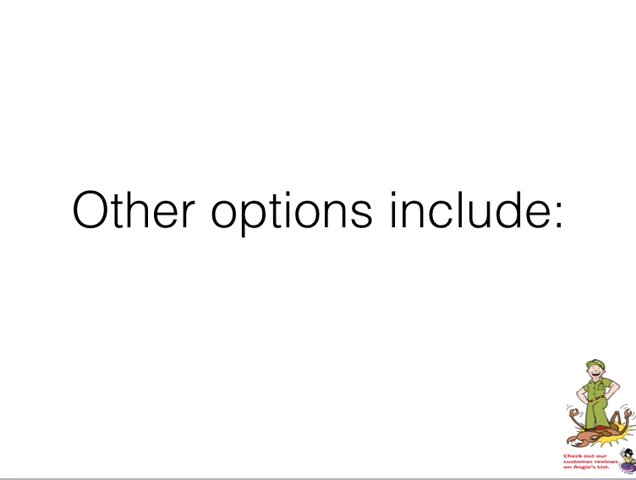 Other options include:
Check out our
customer reviews
on Angie's List.